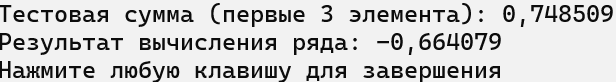 Тестовая сумма (первые 3 элемента): 0,748509
Результат вычисления ряда: -0,664079
Нажмите любую клавишу для завершения